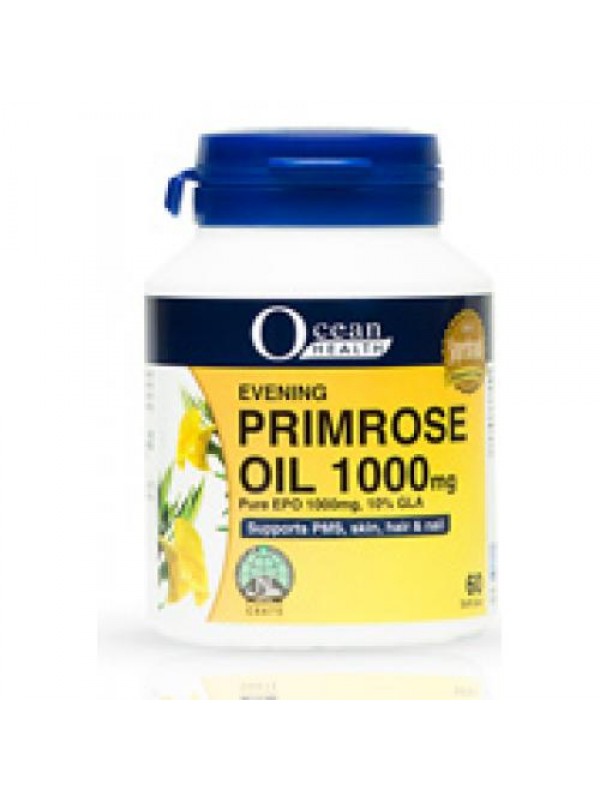 Ocean
HEALTH
EVENING
PRIMROSE
OIL 1000mg
Pure EPO 1000mg, 10% GLA
Supports PMS, skin, hair & nail
60